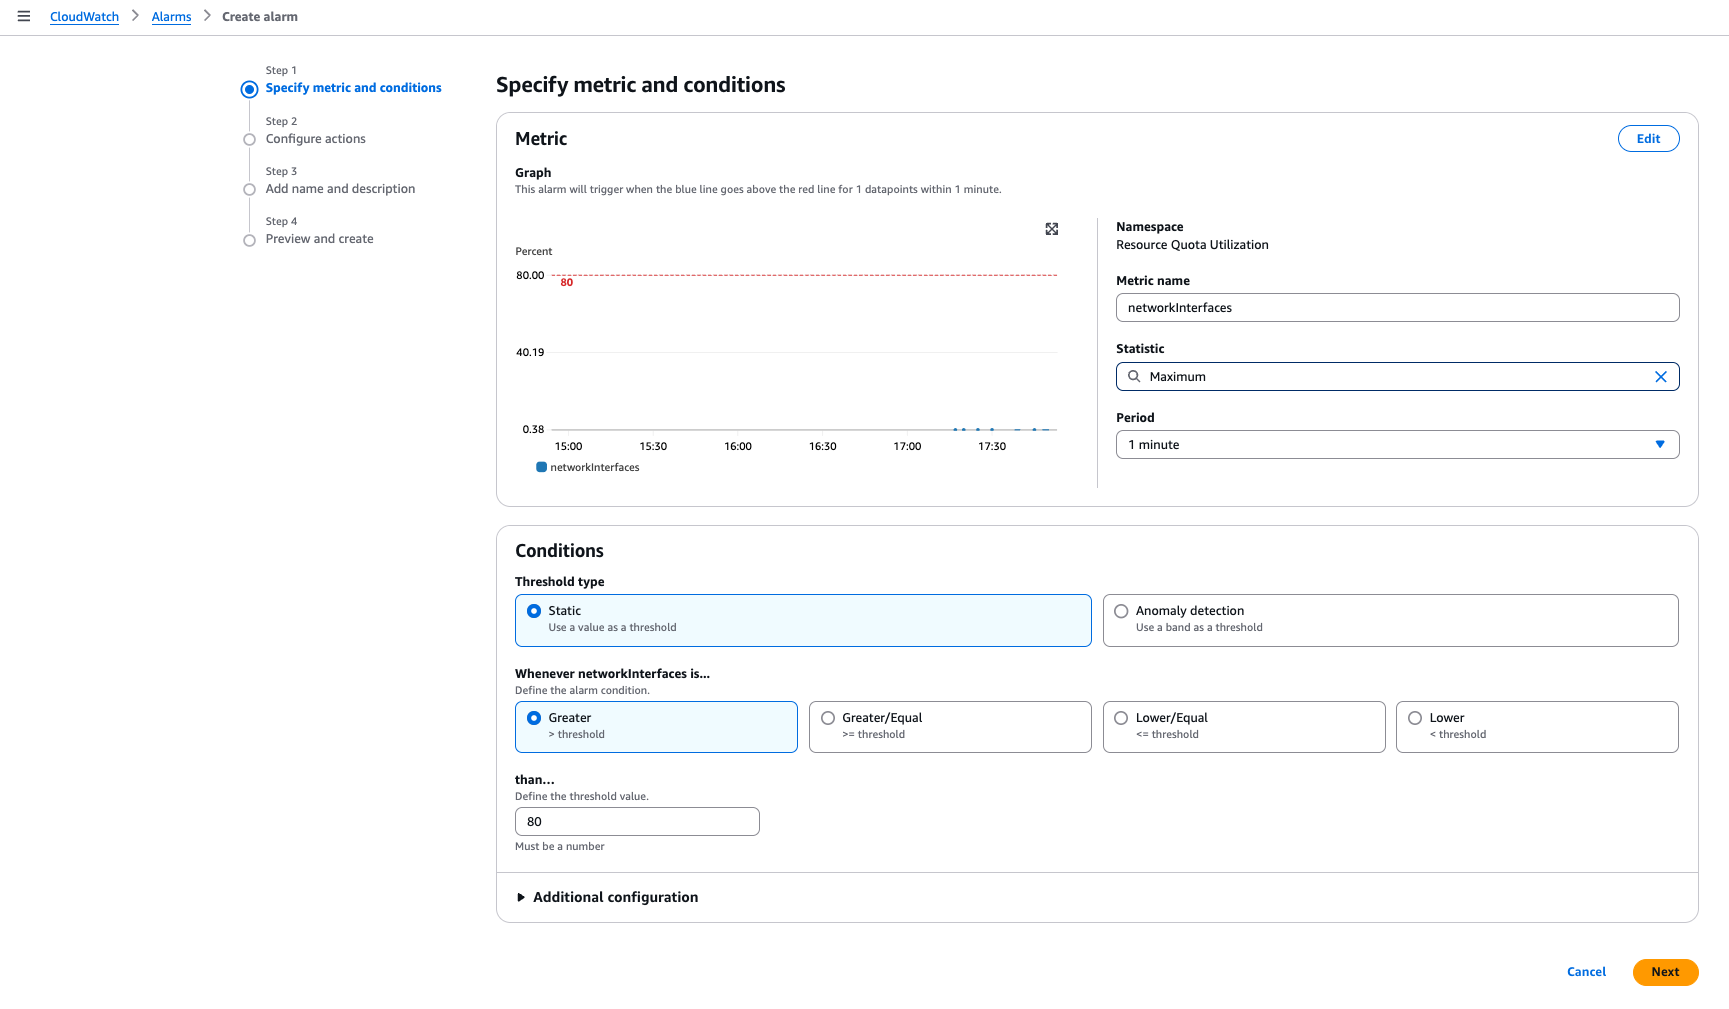 CloudWatch > Alarms > Create alarm
Step 1
Specify metric and conditions
Step 2
Configure actions
Step 3
Add name and description
Step 4
Preview and create
Specify metric and conditions
Metric
Edit
Graph
This alarm will trigger when the blue line goes above the red line for 1 datapoints within 1 minute.
Percent
80.00
80
40.19
0.38
15:00 15:30 16:00 16:30 17:00 17:30
networkInterfaces
Namespace
Resource Quota Utilization
Metric name
networkInterfaces
Statistic
Maximum
Period
1 minute
Conditions
Threshold type
Static
Use a value as a threshold
Anomaly detection
Use a band as a threshold
Whenever networkInterfaces is...
Define the alarm condition.
Greater
> threshold
Greater/Equal
>= threshold
Lower/Equal
<= threshold
Lower
< threshold
than...
Define the threshold value.
80
Must be a number
Additional configuration
Cancel
Next